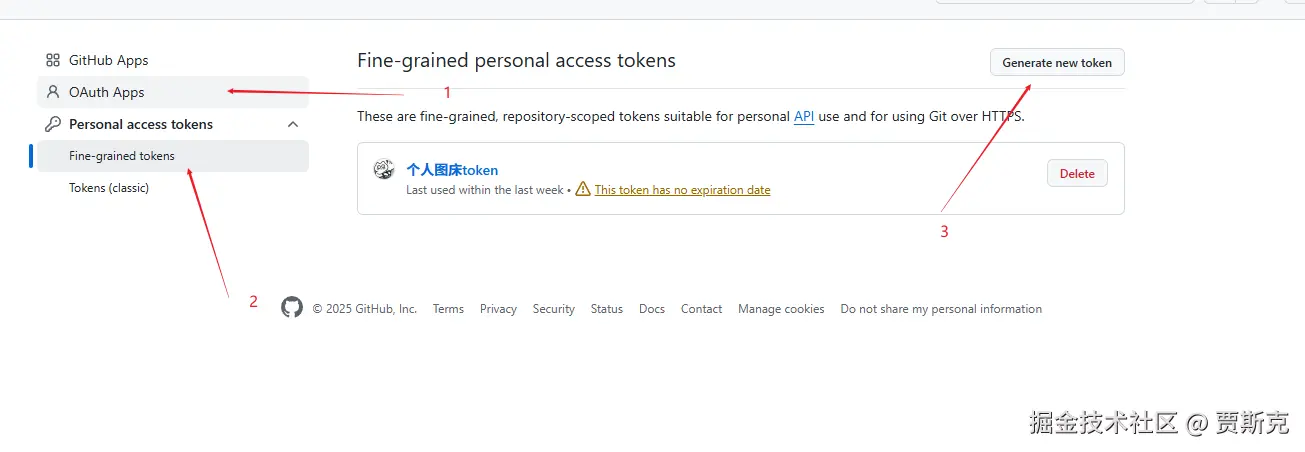 GitHub Apps
OAuth Apps
Personal access tokens
Fine-grained tokens
Tokens (classic)
Fine-grained personal access tokens
Generate new token
These are fine-grained, repository-scoped tokens suitable for personal API use and for using Git over HTTPS.
个人图床token
Last used within the last week • This token has no expiration date
Delete
1
2
3
© 2025 GitHub, Inc. Terms Privacy Security Status Docs Contact Manage cookies Do not share my personal information
掘金技术社区 @ 贾斯克